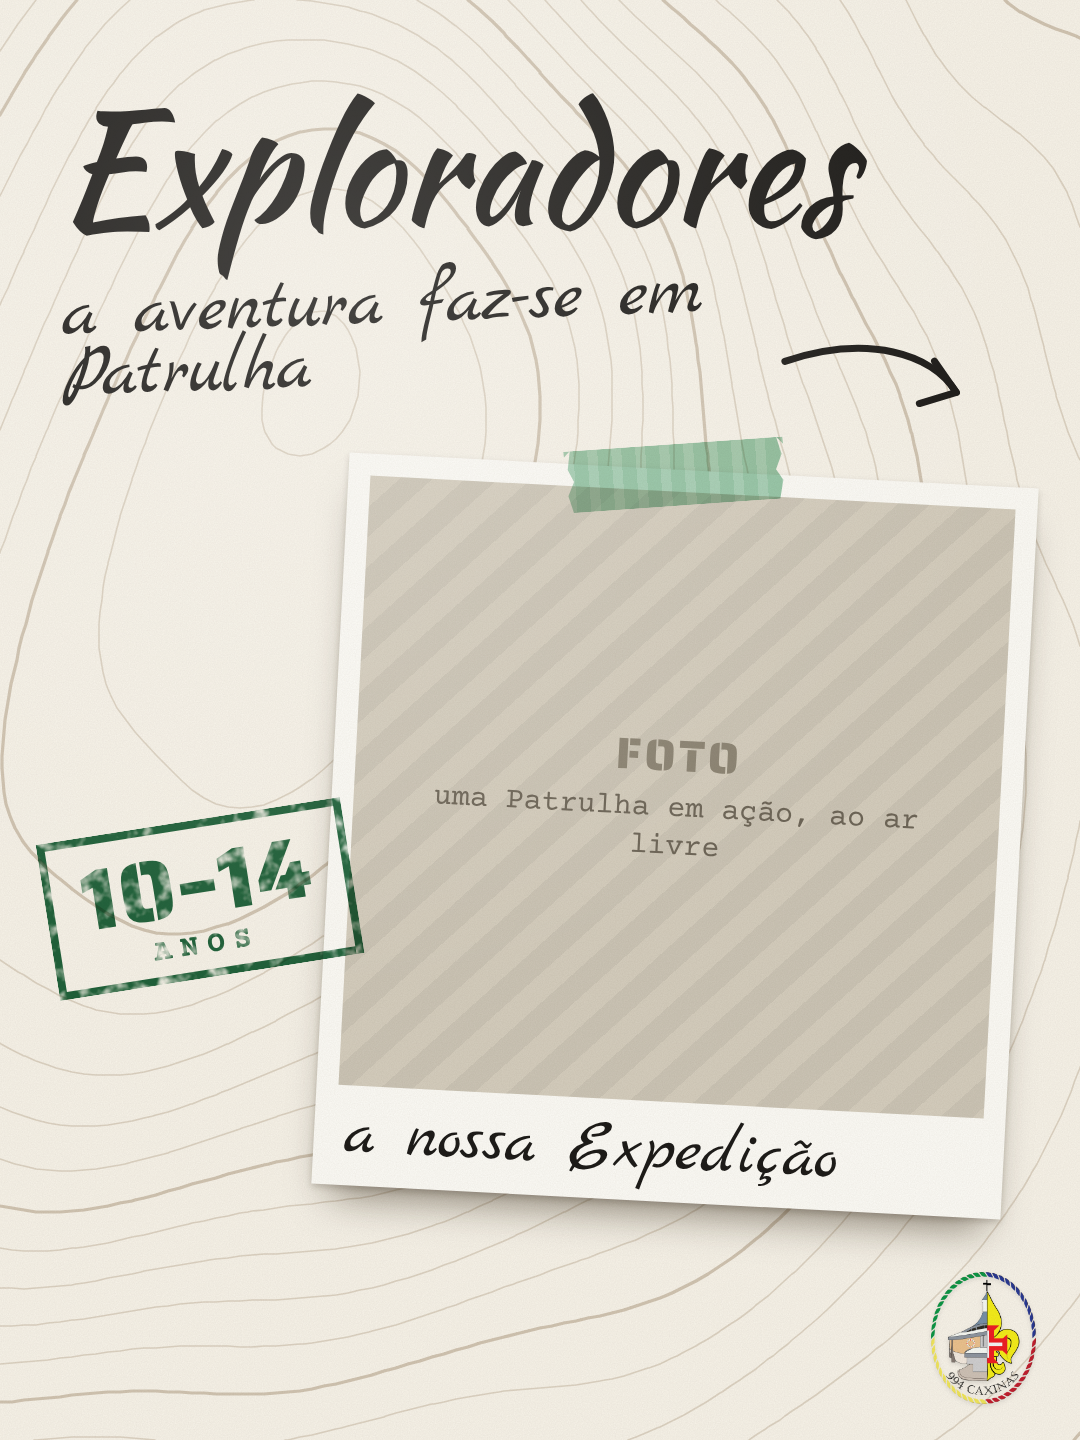 Exploradores
a aventura faz-se em
Patrulha
FOTO
uma Patrulha em ação, ao ar
livre
10-14
ANOS
a nossa Expedição
994 CAXINAS